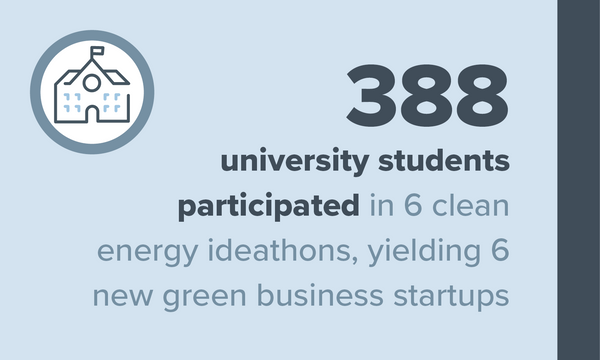 388
university students
participated in 6 clean
energy ideathons, yielding 6
new green business startups